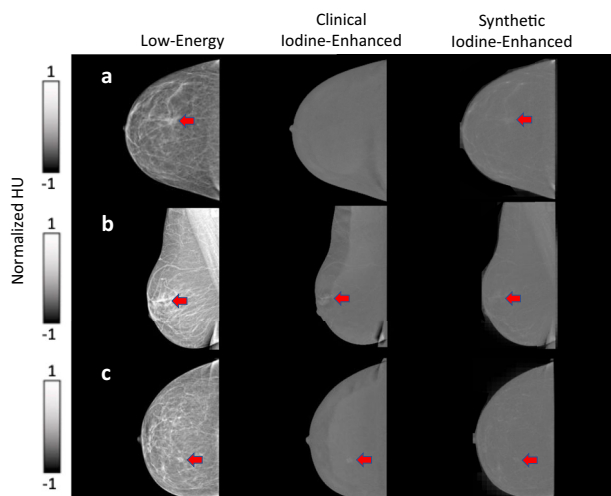 Low-Energy
Clinical
Iodine-Enhanced
Synthetic
Iodine-Enhanced
Normalized HU
a
1
-1
b
1
-1
c
1
-1